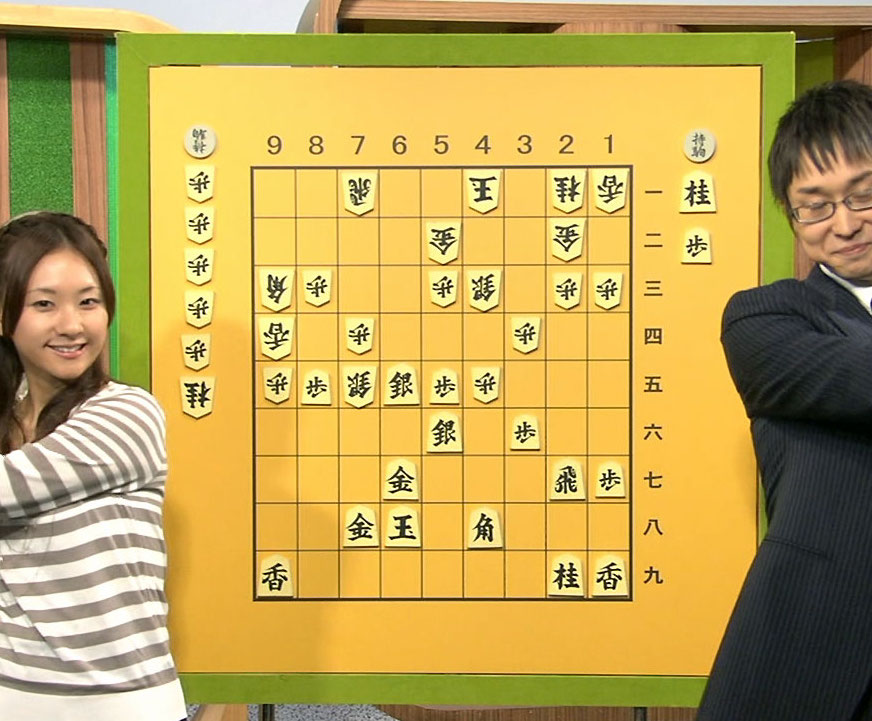 持駒
歩
歩
歩
歩
歩
桂
9 8 7 6 5 4 3 2 1
飛 王 桂 香 一
金 金 二
角 歩 歩 銀 歩 歩 三
香 歩 歩 四
歩 歩 銀 銀 歩 歩 五
銀 歩 六
金 飛 歩 七
金 玉 角 八
香 桂 香 九
持駒
桂
歩